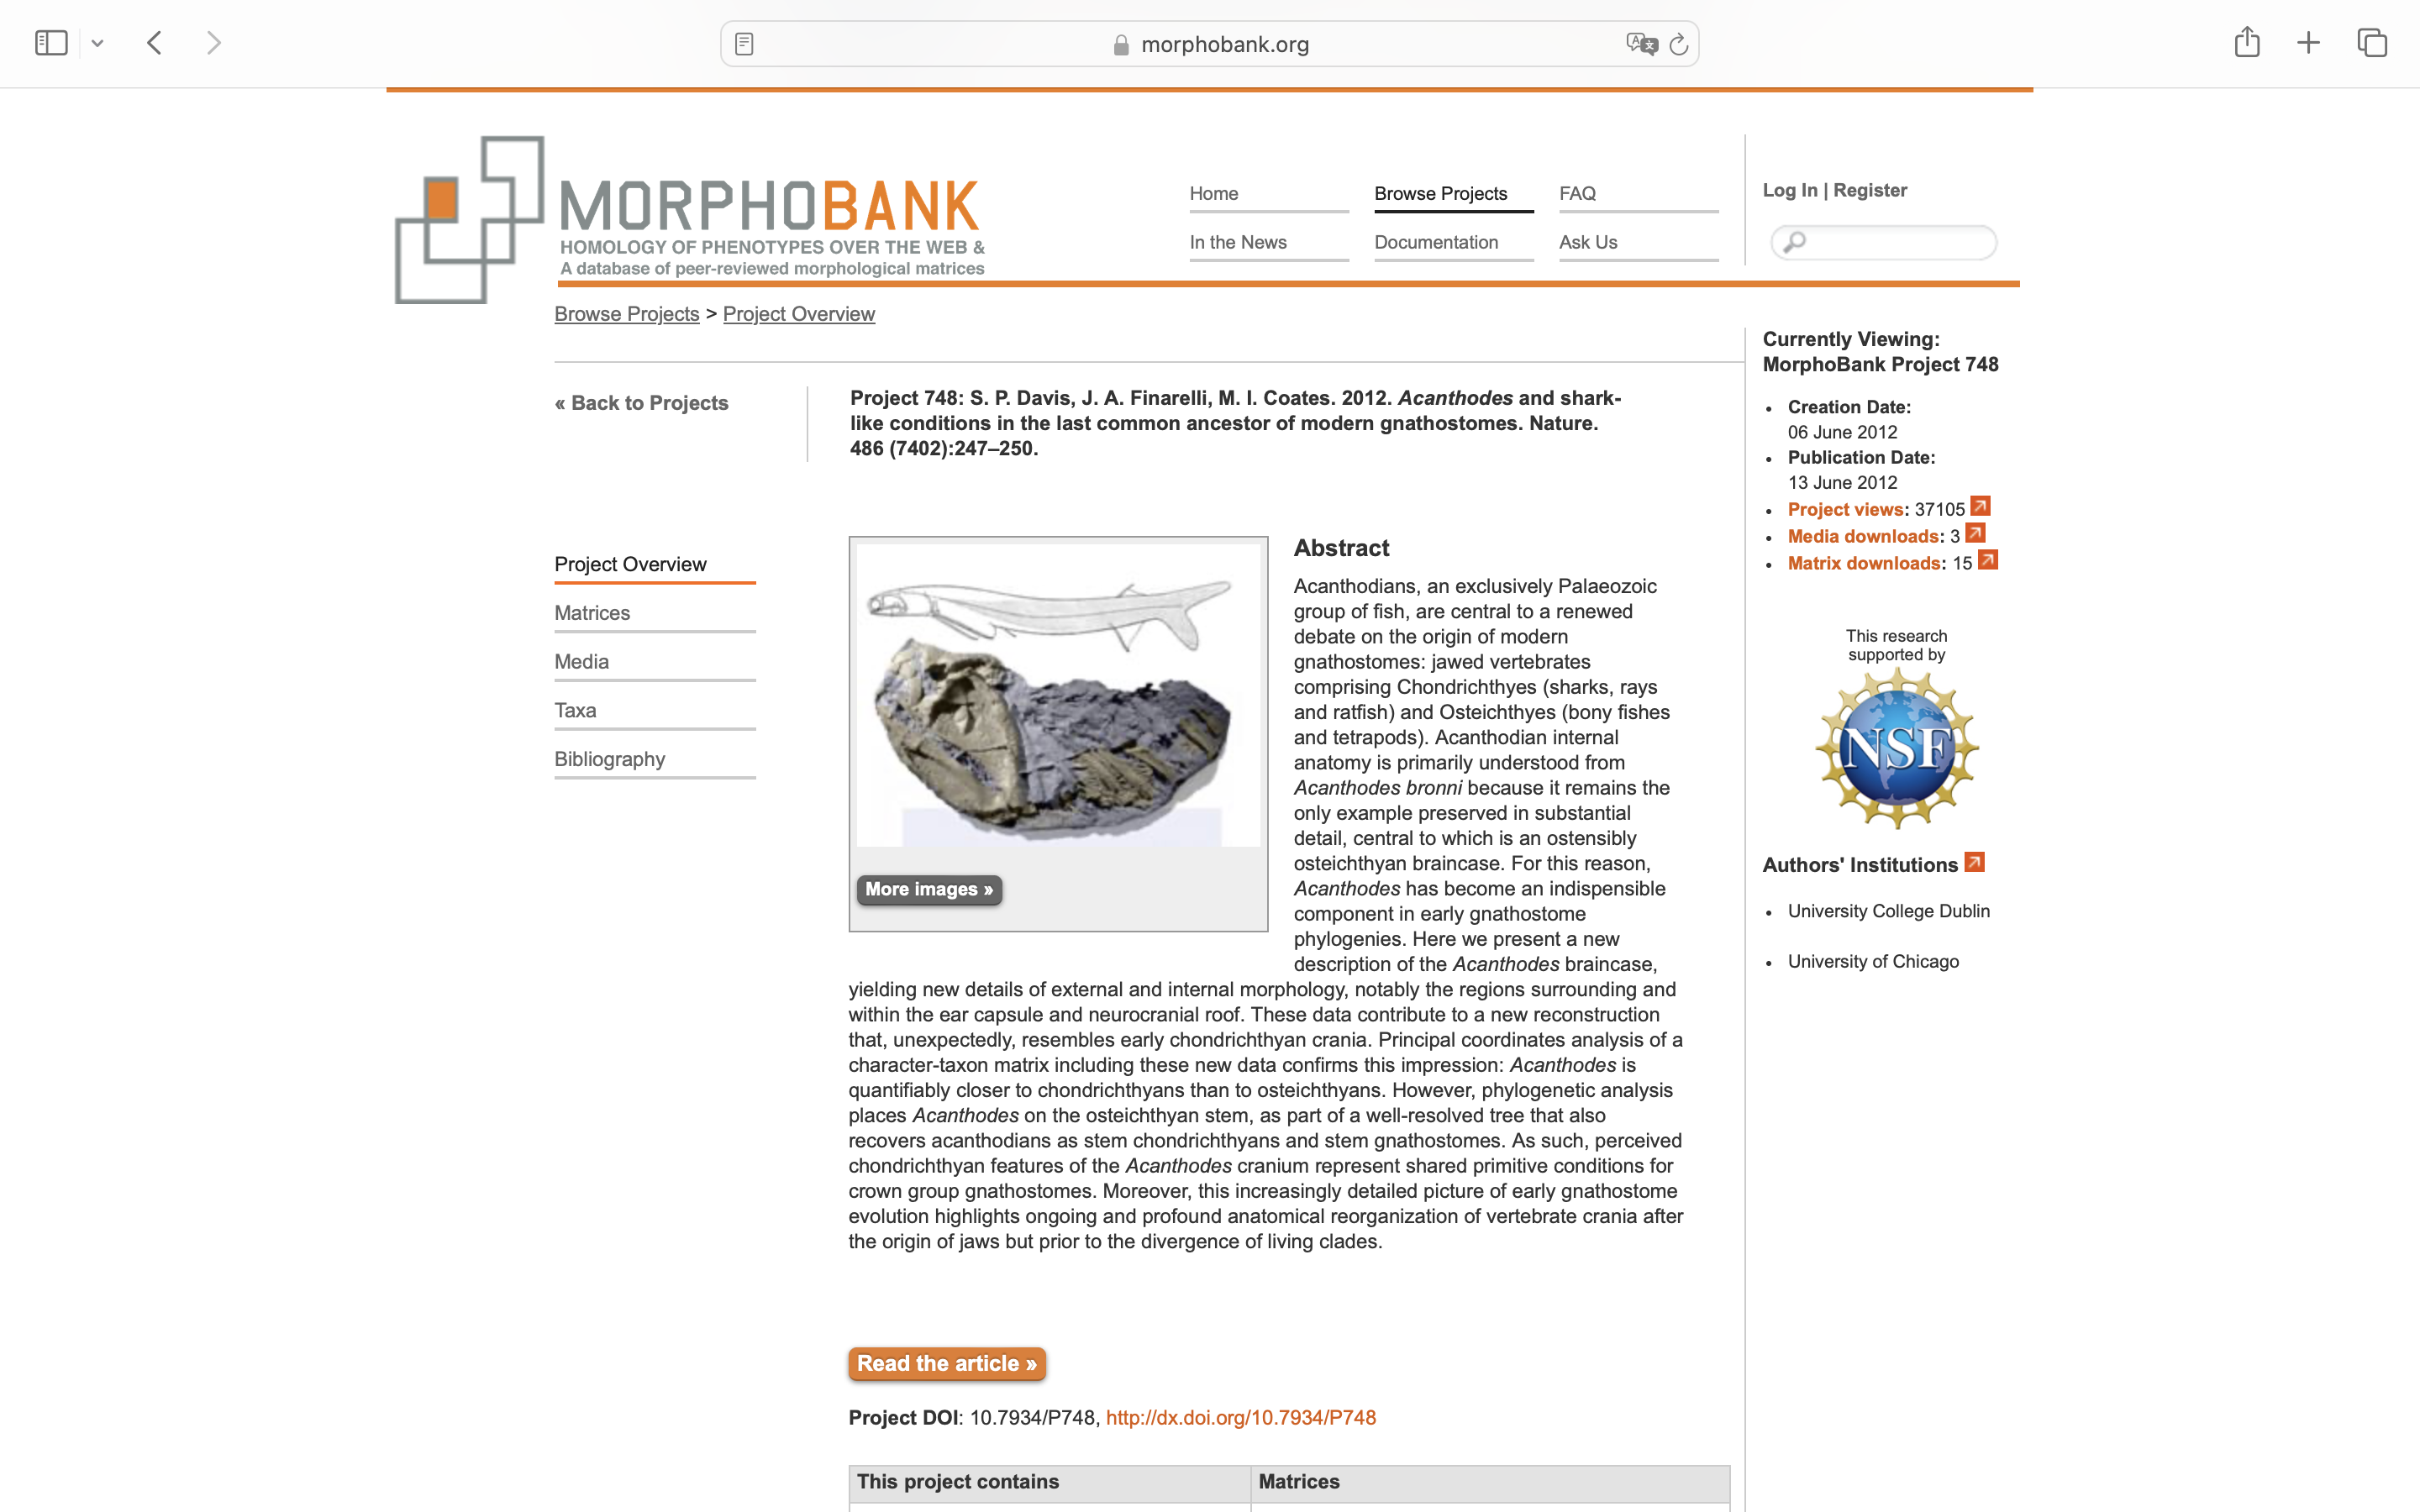 morphobank.org
MORPHOBANK
HOMOLOGY OF PHENOTYPES OVER THE WEB &
A database of peer-reviewed morphological matrices
Home
Browse Projects
FAQ
In the News
Documentation
Ask Us
Log In | Register
Browse Projects > Project Overview
« Back to Projects
Project 748: S. P. Davis, J. A. Finarelli, M. I. Coates. 2012. Acanthodes and shark-
like conditions in the last common ancestor of modern gnathostomes. Nature.
486 (7402):247–250.
Project Overview
Matrices
Media
Taxa
Bibliography
More images »
Abstract
Acanthodians, an exclusively Palaeozoic
group of fish, are central to a renewed
debate on the origin of modern
gnathostomes: jawed vertebrates
comprising Chondrichthyes (sharks, rays
and ratfish) and Osteichthyes (bony fishes
and tetrapods). Acanthodian internal
anatomy is primarily understood from
Acanthodes bronni because it remains the
only example preserved in substantial
detail, central to which is an ostensibly
osteichthyan braincase. For this reason,
Acanthodes has become an indispensible
component in early gnathostome
phylogenies. Here we present a new
description of the Acanthodes braincase,
yielding new details of external and internal morphology, notably the regions surrounding and
within the ear capsule and neurocranial roof. These data contribute to a new reconstruction
that, unexpectedly, resembles early chondrichthyan crania. Principal coordinates analysis of a
character-taxon matrix including these new data confirms this impression: Acanthodes is
quantifiably closer to chondrichthyans than to osteichthyans. However, phylogenetic analysis
places Acanthodes on the osteichthyan stem, as part of a well-resolved tree that also
recovers acanthodians as stem chondrichthyans and stem gnathostomes. As such, perceived
chondrichthyan features of the Acanthodes cranium represent shared primitive conditions for
crown group gnathostomes. Moreover, this increasingly detailed picture of early gnathostome
evolution highlights ongoing and profound anatomical reorganization of vertebrate crania after
the origin of jaws but prior to the divergence of living clades.
Read the article »
Project DOI: 10.7934/P748, http://dx.doi.org/10.7934/P748
This project contains
Matrices
Currently Viewing:
MorphoBank Project 748
• Creation Date:
06 June 2012
• Publication Date:
13 June 2012
• Project views: 37105
• Media downloads: 3
• Matrix downloads: 15
This research
supported by
NSF
Authors' Institutions
• University College Dublin
• University of Chicago